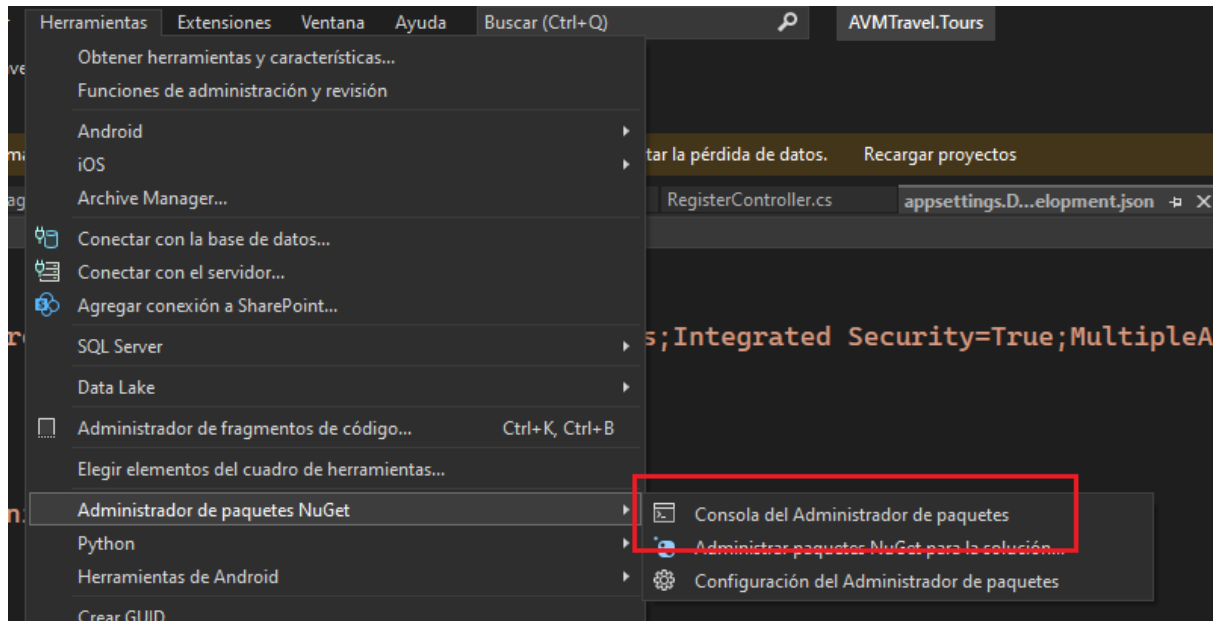 Herramientas Extensiones Ventana Ayuda Buscar (Ctrl+Q) AVMTravel.Tours
Obtener herramientas y características...
Funciones de administración y revisión
Android
tar la pérdida de datos. Recargar proyectos
iOS
Archive Manager...
RegisterController.cs appsettings.D...elopment.json
Conectar con la base de datos...
Conectar con el servidor...
Agregar conexión a SharePoint...
s;Integrated Security=True;MultipleA
SQL Server
Data Lake
Administrador de fragmentos de código... Ctrl+K, Ctrl+B
Elegir elementos del cuadro de herramientas...
Administrador de paquetes NuGet
Consola del Administrador de paquetes
Python
Administrar paquetes NuGet para la solución...
Herramientas de Android
Configuración del Administrador de paquetes
Crear GUID